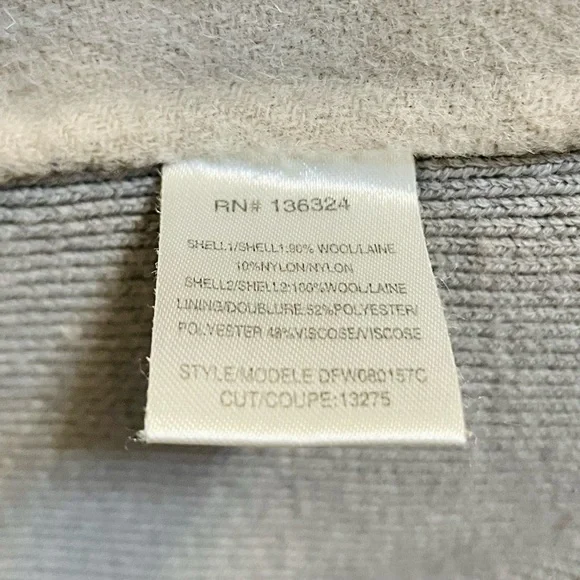 RN# 136324
SHELL1/SHELL1:90% WOOL/LAINE
10%NYLON/NYLON
SHELL2/SHELL2:100%WOOL/LAINE
LINING/DOUBLURE:52%POLYESTER/
POLYESTER 48%VISCOSE/VISCOSE
STYLE/MODELE DFW080157C
CUT/COUPE:13275